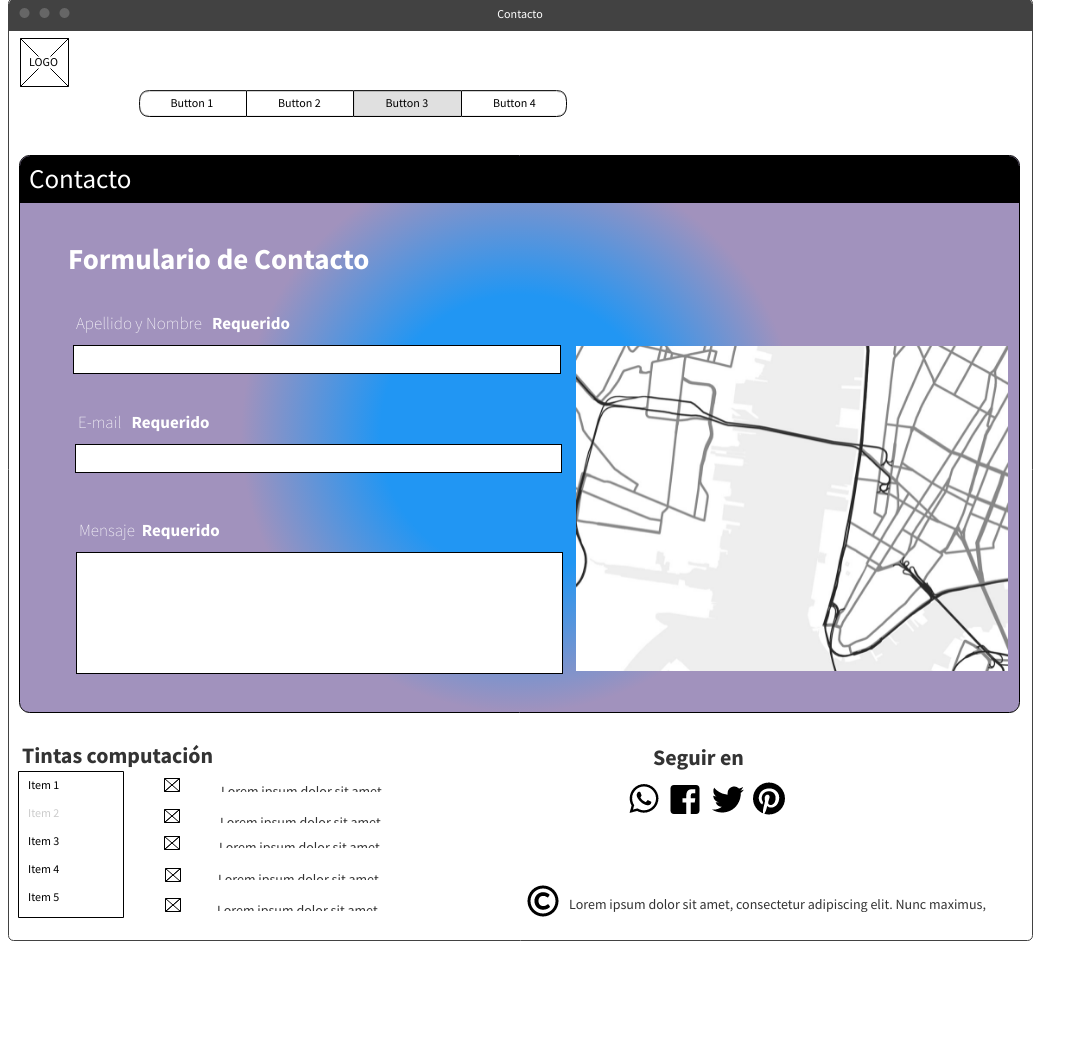 Contacto
LOGO
Button 1 Button 2 Button 3 Button 4
Contacto
Formulario de Contacto
Apellido y Nombre Requerido
E-mail Requerido
Mensaje Requerido
Tintas computación
Item 1
Item 2
Item 3
Item 4
Item 5
Lorem ipsum dolor sit amet
Lorem ipsum dolor sit amet
Lorem ipsum dolor sit amet
Lorem ipsum dolor sit amet
Lorem ipsum dolor sit amet
Seguir en
© Lorem ipsum dolor sit amet, consectetur adipiscing elit. Nunc maximus,